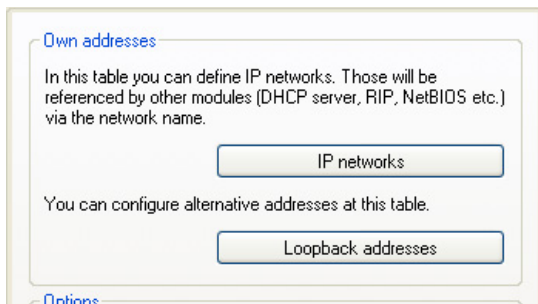 Own addresses
In this table you can define IP networks. Those will be
referenced by other modules (DHCP server, RIP, NetBIOS etc.)
via the network name.
IP networks
You can configure alternative addresses at this table.
Loopback addresses
Options